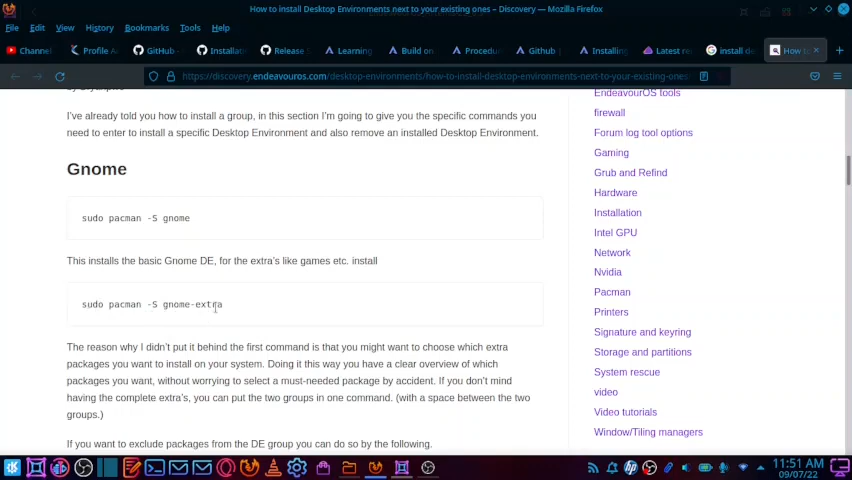 How to install Desktop Environments next to your existing ones – Discovery — Mozilla Firefox
File Edit View History Bookmarks Tools Help
Channel Profile A GitHub - Installat Release S Learning Build on Procedu Github | Installing Latest re install de How to
https://discovery.endeavouros.com/desktop-environments/how-to-install-desktop-environments-next-to-your-existing-ones
I've already told you how to install a group, in this section I'm going to give you the specific commands you
need to enter to install a specific Desktop Environment and also remove an installed Desktop Environment.
Gnome
sudo pacman -S gnome
This installs the basic Gnome DE, for the extra's like games etc. install
sudo pacman -S gnome-extra
The reason why I didn't put it behind the first command is that you might want to choose which extra
packages you want to install on your system. Doing it this way you have a clear overview of which
packages you want, without worrying to select a must-needed package by accident. If you don't mind
having the complete extra's, you can put the two groups in one command. (with a space between the two
groups.)
If you want to exclude packages from the DE group you can do so by the following.
EndeavourOS tools
firewall
Forum log tool options
Gaming
Grub and Refind
Hardware
Installation
Intel GPU
Network
Nvidia
Pacman
Printers
Signature and keyring
Storage and partitions
System rescue
video
Video tutorials
Window/Tiling managers
11:51 AM
09/07/22